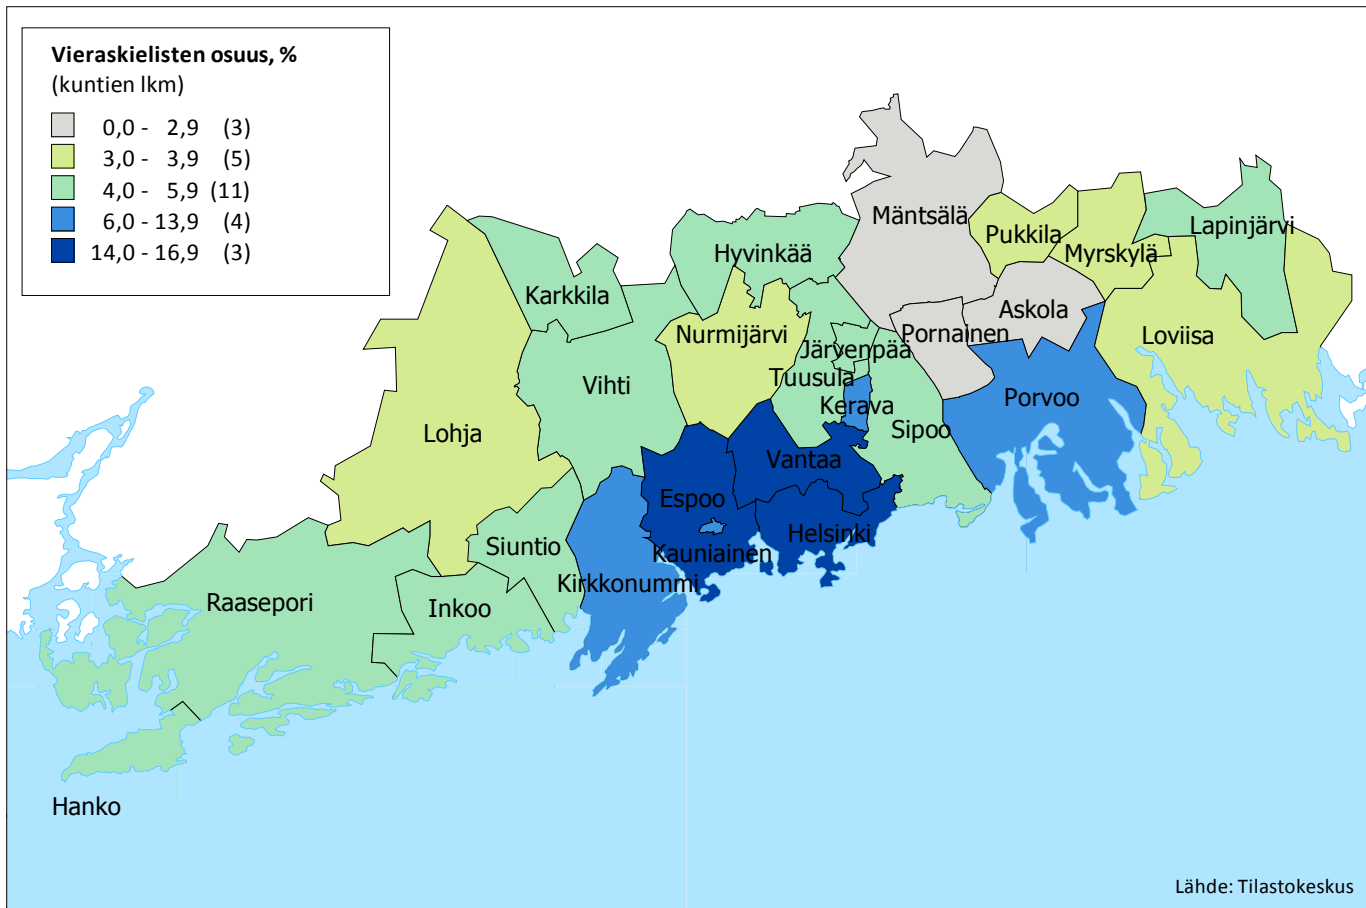 Vieraskielisten osuus, %
(kuntien lkm)
0,0 - 2,9 (3)
3,0 - 3,9 (5)
4,0 - 5,9 (11)
6,0 - 13,9 (4)
14,0 - 16,9 (3)
Mäntsälä
Pukkila
Myrskylä
Lapinjärvi
Hyvinkää
Karkkila
Askola
Pornainen
Loviisa
Nurmijärvi
Järvenpää
Tuusula
Vihti
Kerava
Porvoo
Sipoo
Lohja
Vantaa
Espoo
Helsinki
Siuntio
Kauniainen
Kirkkonummi
Raasepori
Inkoo
Hanko
Lähde: Tilastokeskus